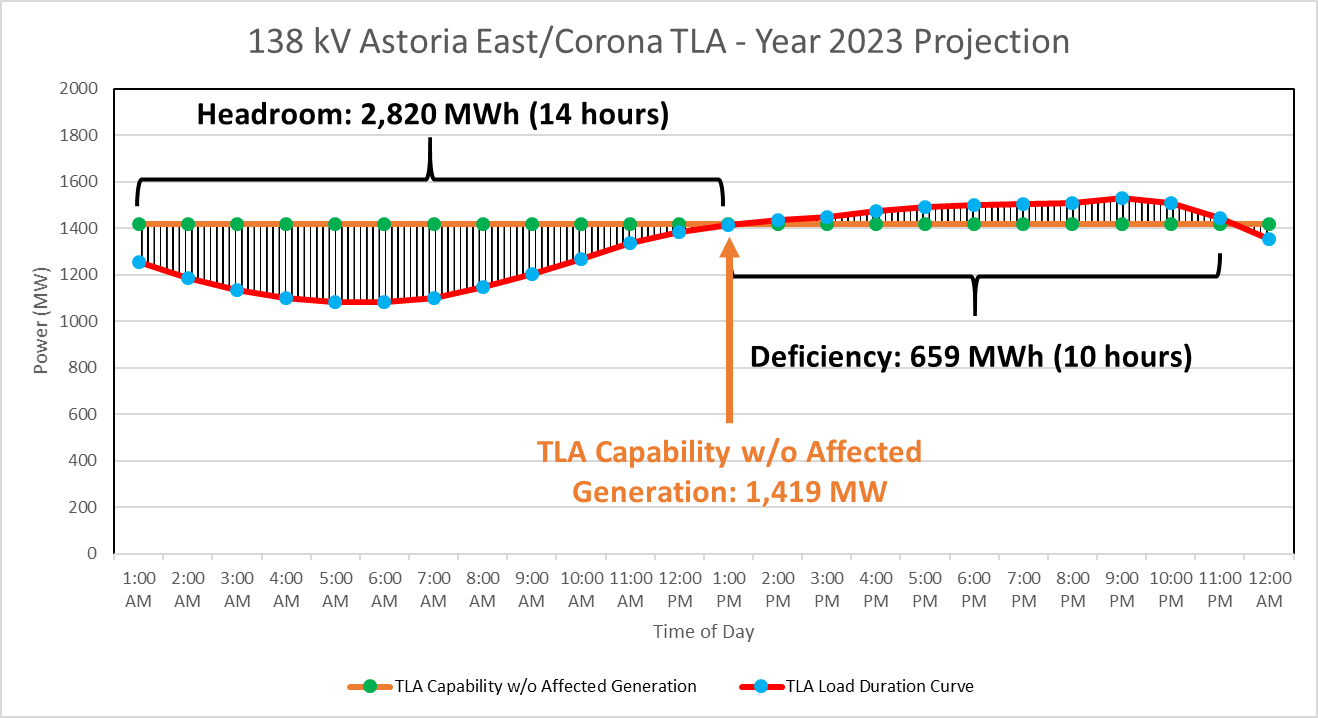 138 kV Astoria East/Corona TLA - Year 2023 Projection
Headroom: 2,820 MWh (14 hours)
2000
1800
1600
1400
1200
1000
800
600
400
200
0
Power (MW)
Deficiency: 659 MWh (10 hours)
TLA Capability w/o Affected
Generation: 1,419 MW
1:00 2:00 3:00 4:00 5:00 6:00 7:00 8:00 9:00 10:00 11:00 12:00 1:00 2:00 3:00 4:00 5:00 6:00 7:00 8:00 9:00 10:00 11:00 12:00
AM AM AM AM AM AM AM AM AM AM AM PM PM PM PM PM PM PM PM PM PM PM PM AM
Time of Day
TLA Capability w/o Affected Generation
TLA Load Duration Curve